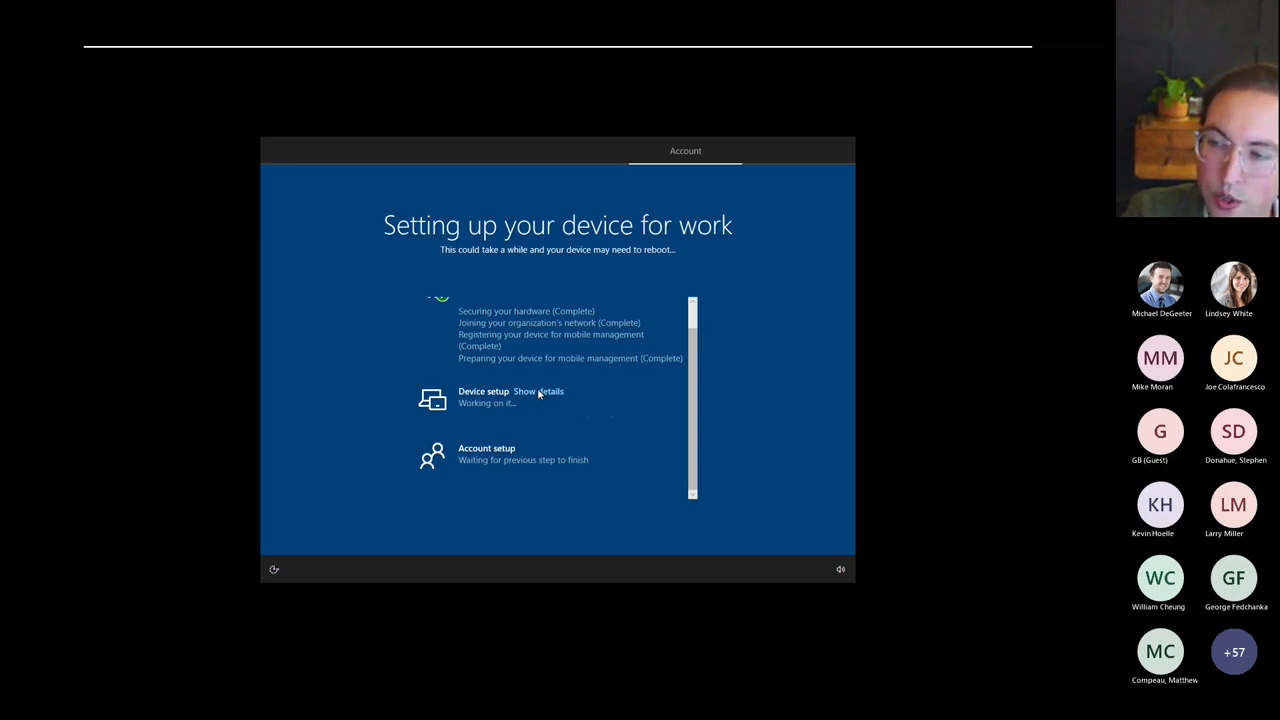 Account
Setting up your device for work
This could take a while and your device may need to reboot...
Securing your hardware (Complete)
Joining your organization's network (Complete)
Registering your device for mobile management
(Complete)
Preparing your device for mobile management (Complete)
Device setup Show details
Working on it...
Account setup
Waiting for previous step to finish
Michael DeGeeter
Lindsey White
MM
JC
Mike Moran
Joe Colafrancesco
G
SD
GB (Guest)
Donahue, Stephen
KH
LM
Kevin Hoelle
Larry Miller
WC
GF
William Cheung
George Fedchanka
MC
+57
Compeau, Matthew